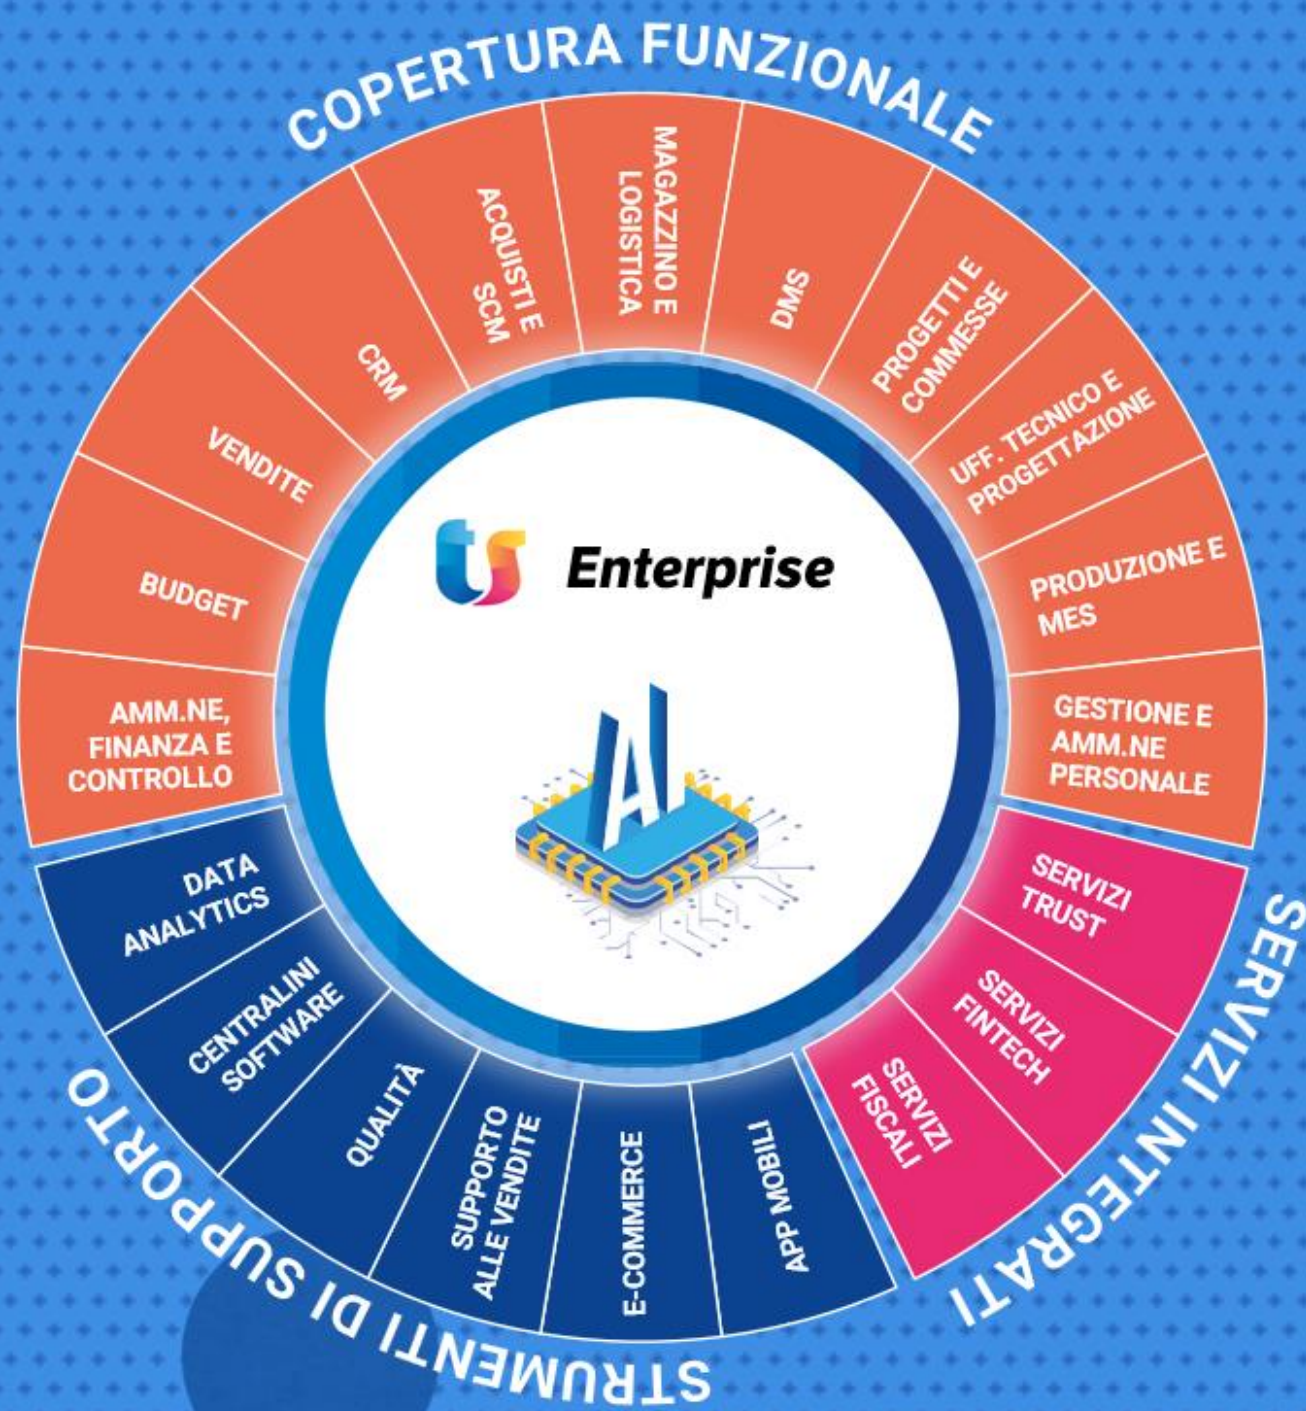 COPERTURA FUNZIONALE
AMM.NE,
FINANZA E
CONTROLLO
BUDGET
VENDITE
CRM
ACQUISTI E
SCM
MAGAZZINO E
LOGISTICA
DMS
PROGETTI E
COMMESSE
UFF. TECNICO E
PROGETTAZIONE
PRODUZIONE E
MES
GESTIONE E
AMM.NE
PERSONALE
SERVIZI INTEGRATI
SERVIZI
TRUST
SERVIZI
FINTECH
SERVIZI
FISCALI
STRUMENTI DI SUPPORTO
APP MOBILI
E-COMMERCE
SUPPORTO
ALLE VENDITE
QUALITÀ
CENTRALINI
SOFTWARE
DATA
ANALYTICS
ts Enterprise
AI